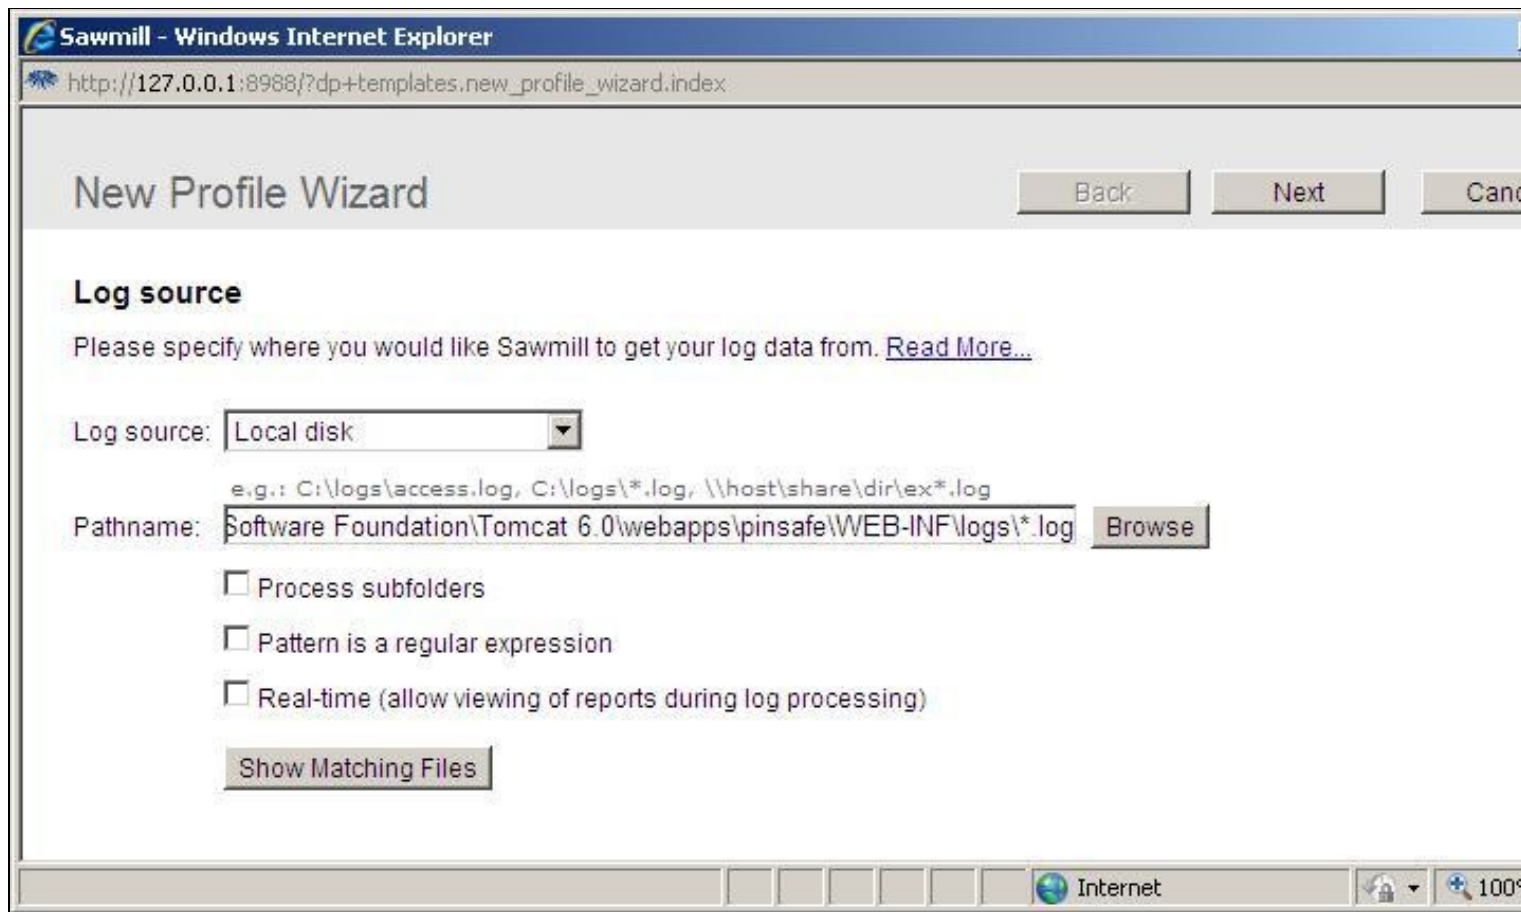 Sawmill - Windows Internet Explorer
http://127.0.0.1:8988/?dp+templates.new_profile_wizard.index
New Profile Wizard Back Next Canc
Log source
Please specify where you would like Sawmill to get your log data from. Read More...
Log source: Local disk
e.g.: C:\logs\access.log, C:\logs\*.log, \\host\share\dir\ex*.log
Pathname: Software Foundation\Tomcat 6.0\webapps\pinsafe\WEB-INF\logs\*.log Browse
Process subfolders
Pattern is a regular expression
Real-time (allow viewing of reports during log processing)
Show Matching Files
Internet 100%